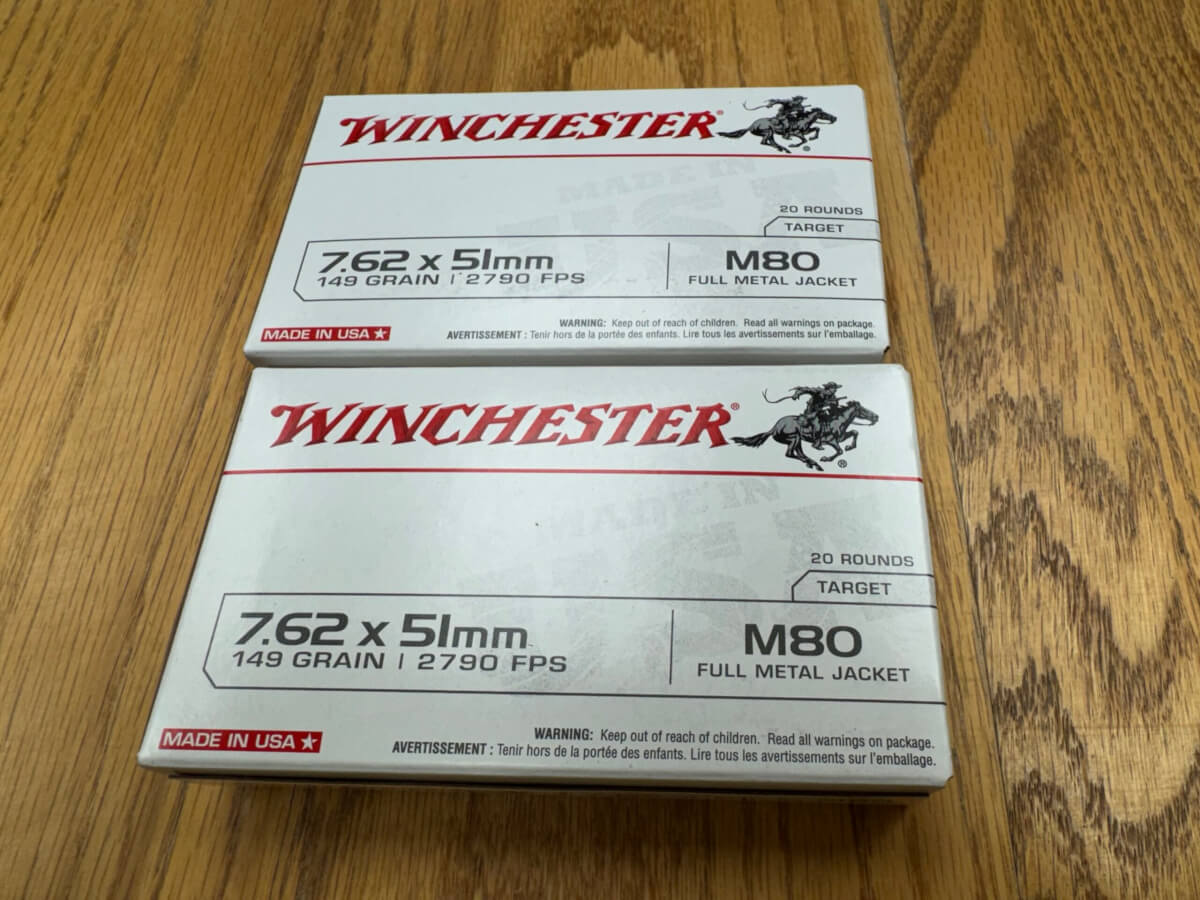 WINCHESTER®
20 ROUNDS
TARGET
7.62 x 51mm
149 GRAIN | 2790 FPS
M80
FULL METAL JACKET
MADE IN USA
WARNING: Keep out of reach of children. Read all warnings on package.
AVERTISSEMENT : Tenir hors de la portée des enfants. Lire tous les avertissements sur l'emballage.
WINCHESTER®
®
20 ROUNDS
TARGET
7.62 x 51mm
149 GRAIN | 2790 FPS
M80
FULL METAL JACKET
MADE IN USA
WARNING: Keep out of reach of children. Read all warnings on package.
AVERTISSEMENT : Tenir hors de la portée des enfants. Lire tous les avertissements sur l'emballage.